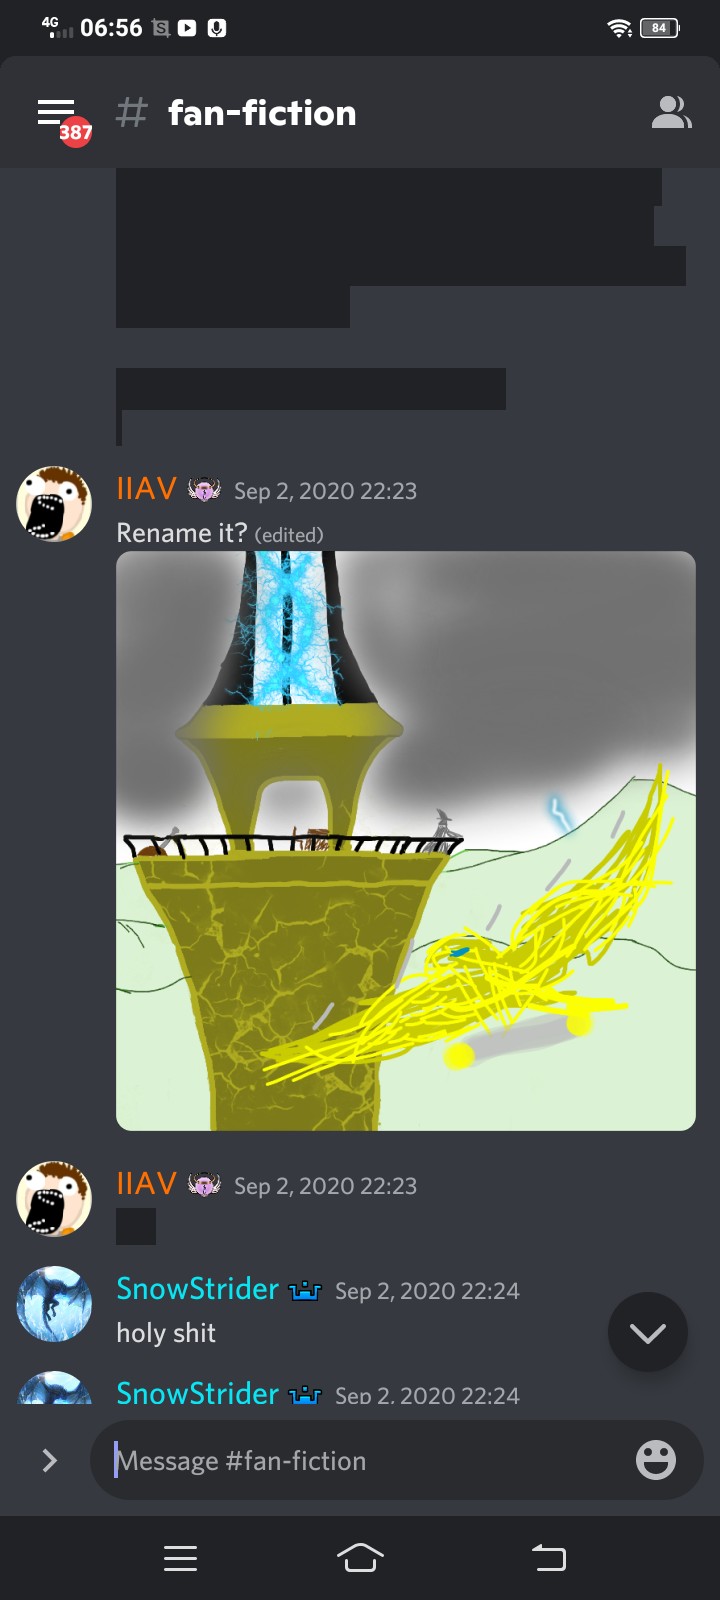 4G 06:56 84
387 # fan-fiction
IIAV Sep 2, 2020 22:23
Rename it? (edited)
IIAV Sep 2, 2020 22:23
SnowStrider Sep 2, 2020 22:24
holy shit
SnowStrider Sep 2, 2020 22:24
Message #fan-fiction